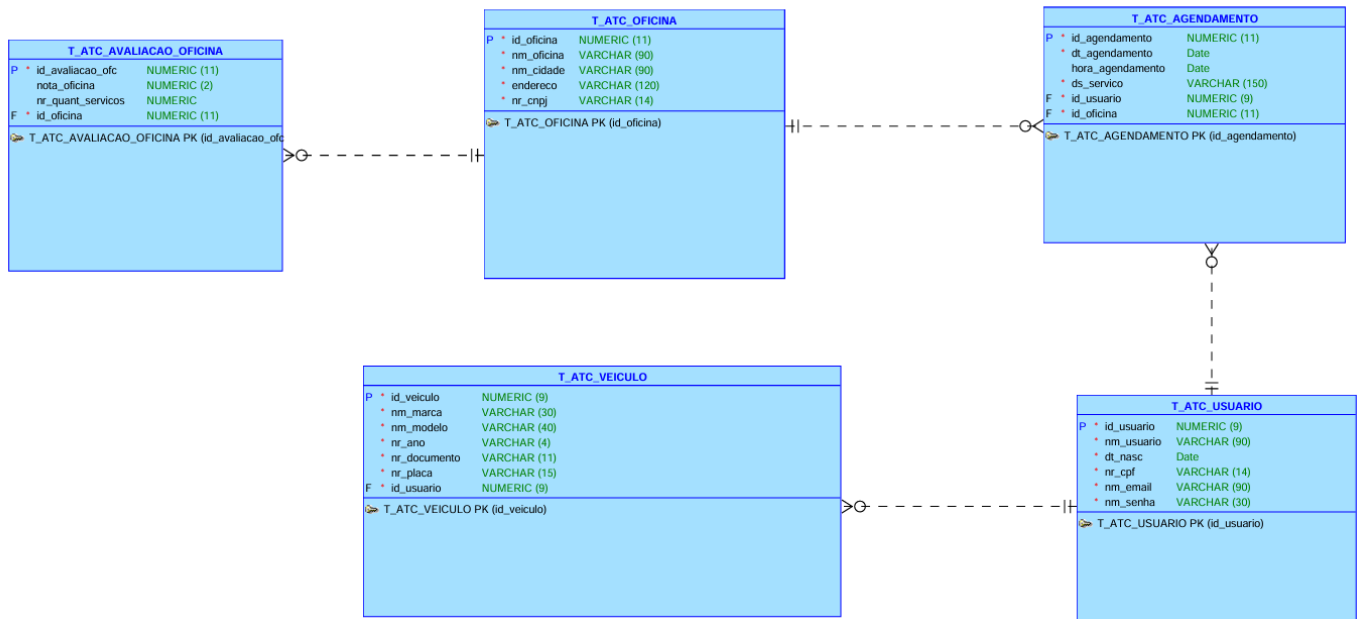 T_ATC_AVALIACAO_OFICINA
P * id_avaliacao_ofc NUMERIC (11)
nota_oficina NUMERIC (2)
nr_quant_servicos NUMERIC
F * id_oficina NUMERIC (11)
T_ATC_AVALIACAO_OFICINA PK (id_avaliacao_ofc
T_ATC_OFICINA
P * id_oficina NUMERIC (11)
* nm_oficina VARCHAR (90)
* nm_cidade VARCHAR (90)
* endereco VARCHAR (120)
* nr_cnpj VARCHAR (14)
T_ATC_OFICINA PK (id_oficina)
T_ATC_AGENDAMENTO
P * id_agendamento NUMERIC (11)
* dt_agendamento Date
hora_agendamento Date
* ds_servico VARCHAR (150)
F * id_usuario NUMERIC (9)
F * id_oficina NUMERIC (11)
T_ATC_AGENDAMENTO PK (id_agendamento)
T_ATC_VEICULO
P * id_veiculo NUMERIC (9)
* nm_marca VARCHAR (30)
* nm_modelo VARCHAR (40)
* nr_ano VARCHAR (4)
* nr_documento VARCHAR (11)
* nr_placa VARCHAR (15)
F * id_usuario NUMERIC (9)
T_ATC_VEICULO PK (id_veiculo)
T_ATC_USUARIO
P * id_usuario NUMERIC (9)
* nm_usuario VARCHAR (90)
* dt_nasc Date
* nr_cpf VARCHAR (14)
* nm_email VARCHAR (90)
* nm_senha VARCHAR (30)
T_ATC_USUARIO PK (id_usuario)